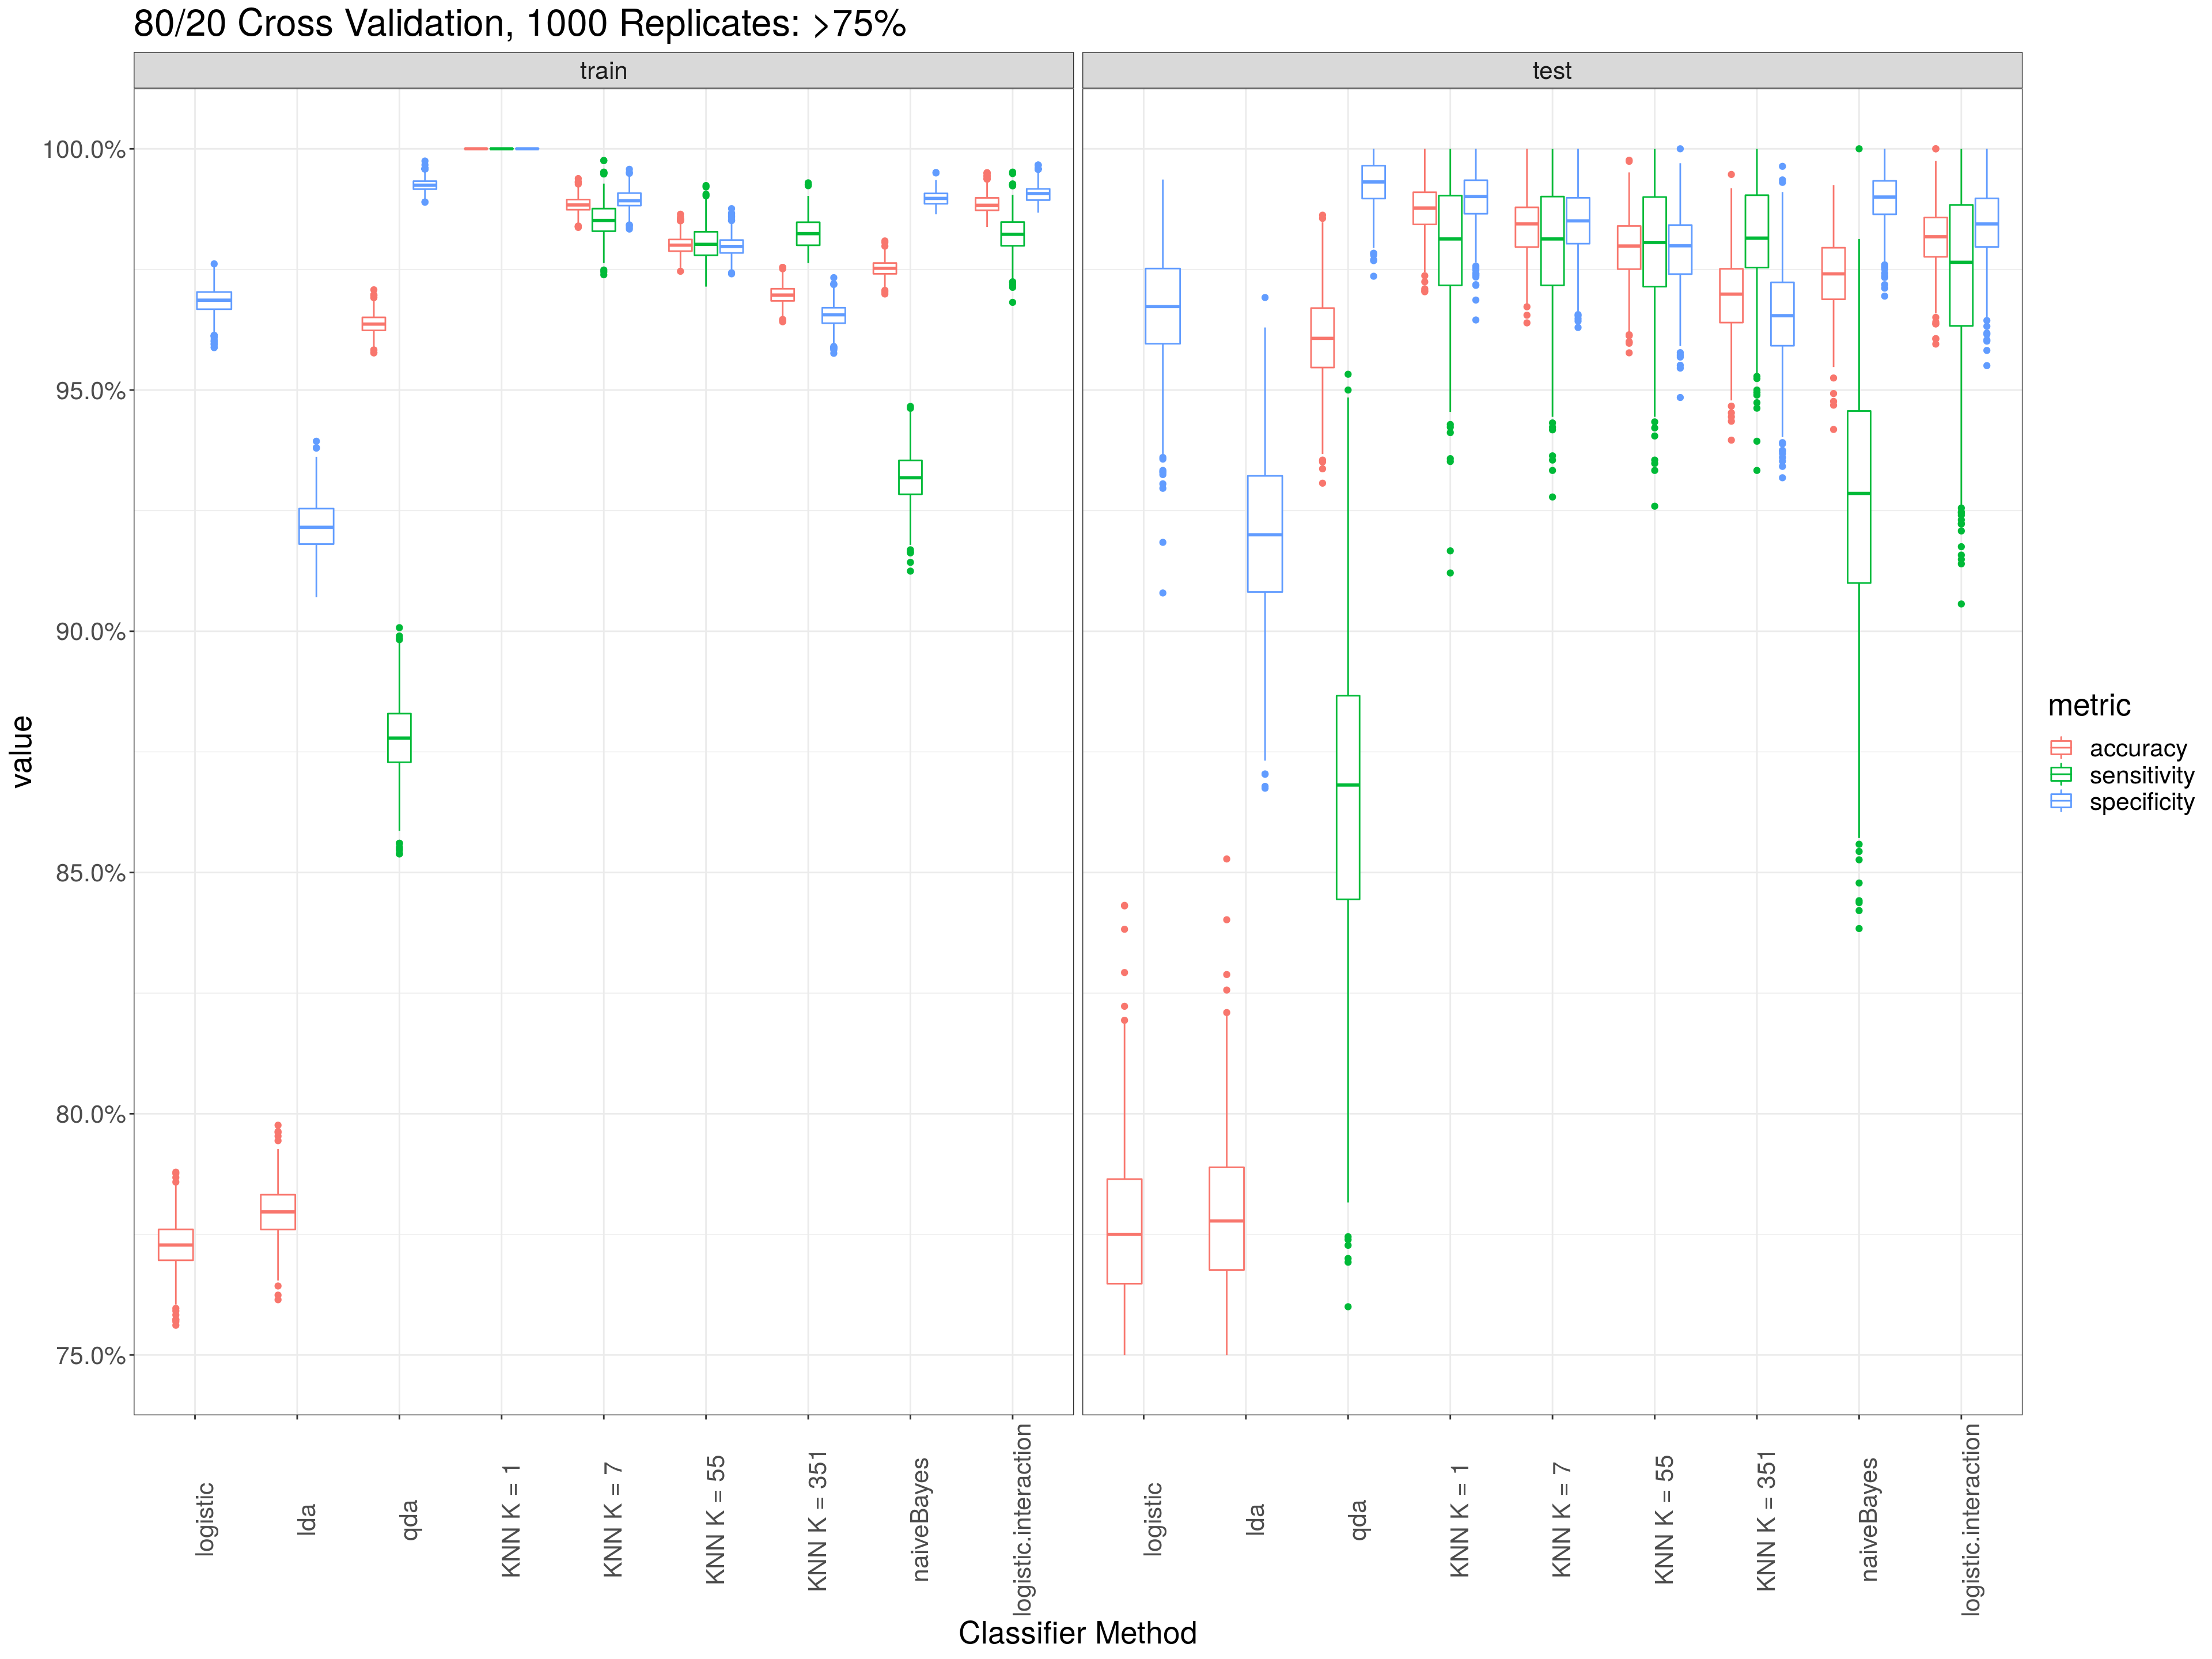 80/20 Cross Validation, 1000 Replicates: >75%
train
test
100.0%
95.0%
90.0%
85.0%
80.0%
75.0%
value
logistic
lda
qda
KNN K = 1
KNN K = 7
KNN K = 55
KNN K = 351
naiveBayes
logistic.interaction
logistic
lda
qda
KNN K = 1
KNN K = 7
KNN K = 55
KNN K = 351
naiveBayes
logistic.interaction
Classifier Method
metric
accuracy
sensitivity
specificity